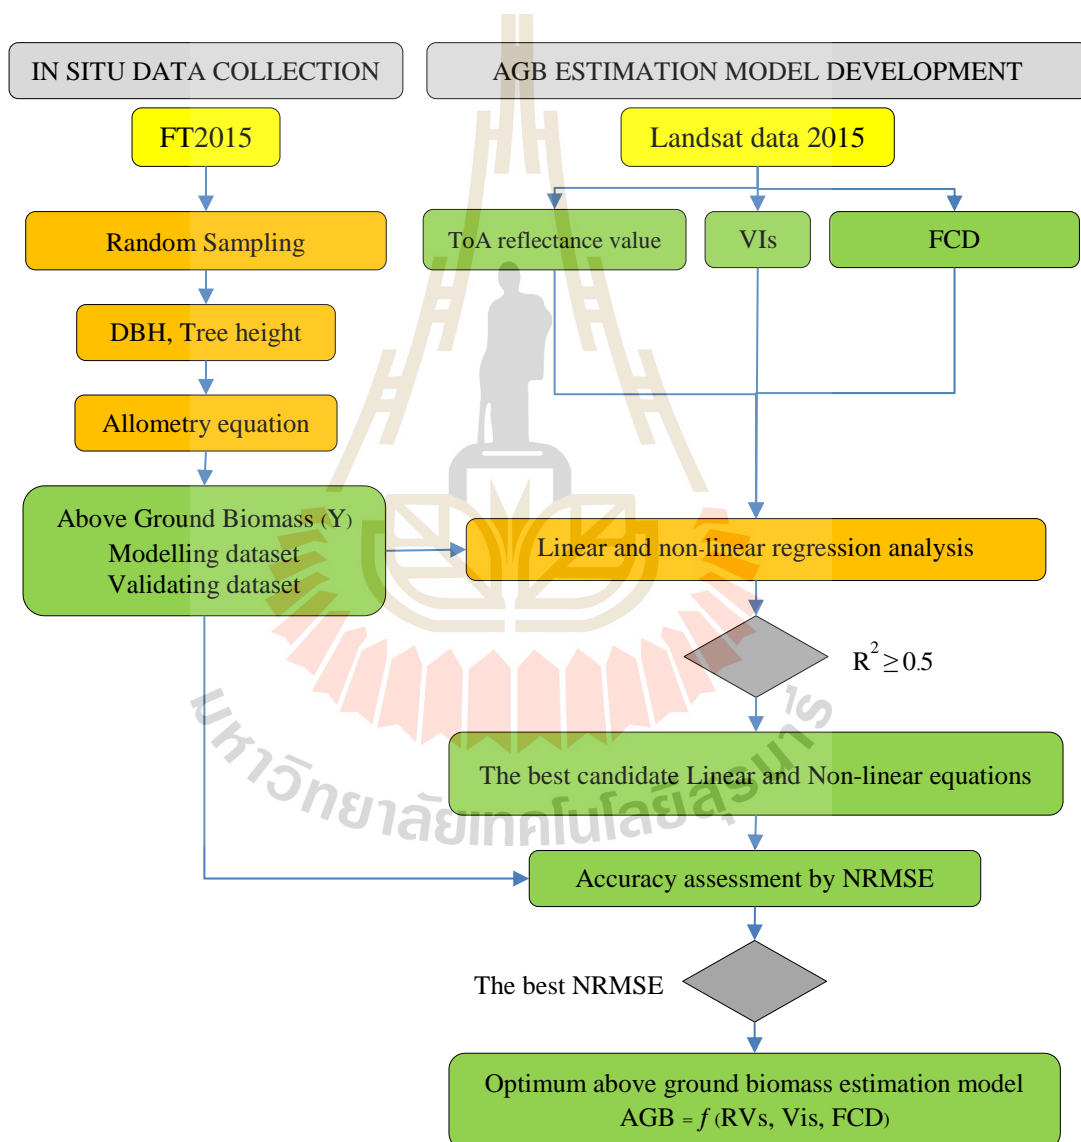 IN SITU DATA COLLECTION
AGB ESTIMATION MODEL DEVELOPMENT
FT2015
Landsat data 2015
Random Sampling
ToA reflectance value
VIs
FCD
DBH, Tree height
Allometry equation
Above Ground Biomass (Y)
Modelling dataset
Validating dataset
Linear and non-linear regression analysis
R² ≥ 0.5
The best candidate Linear and Non-linear equations
มหาวิทยาลัยเทคโนโลยีสุรนารี
Accuracy assessment by NRMSE
The best NRMSE
Optimum above ground biomass estimation model
AGB = f (RVs, Vis, FCD)